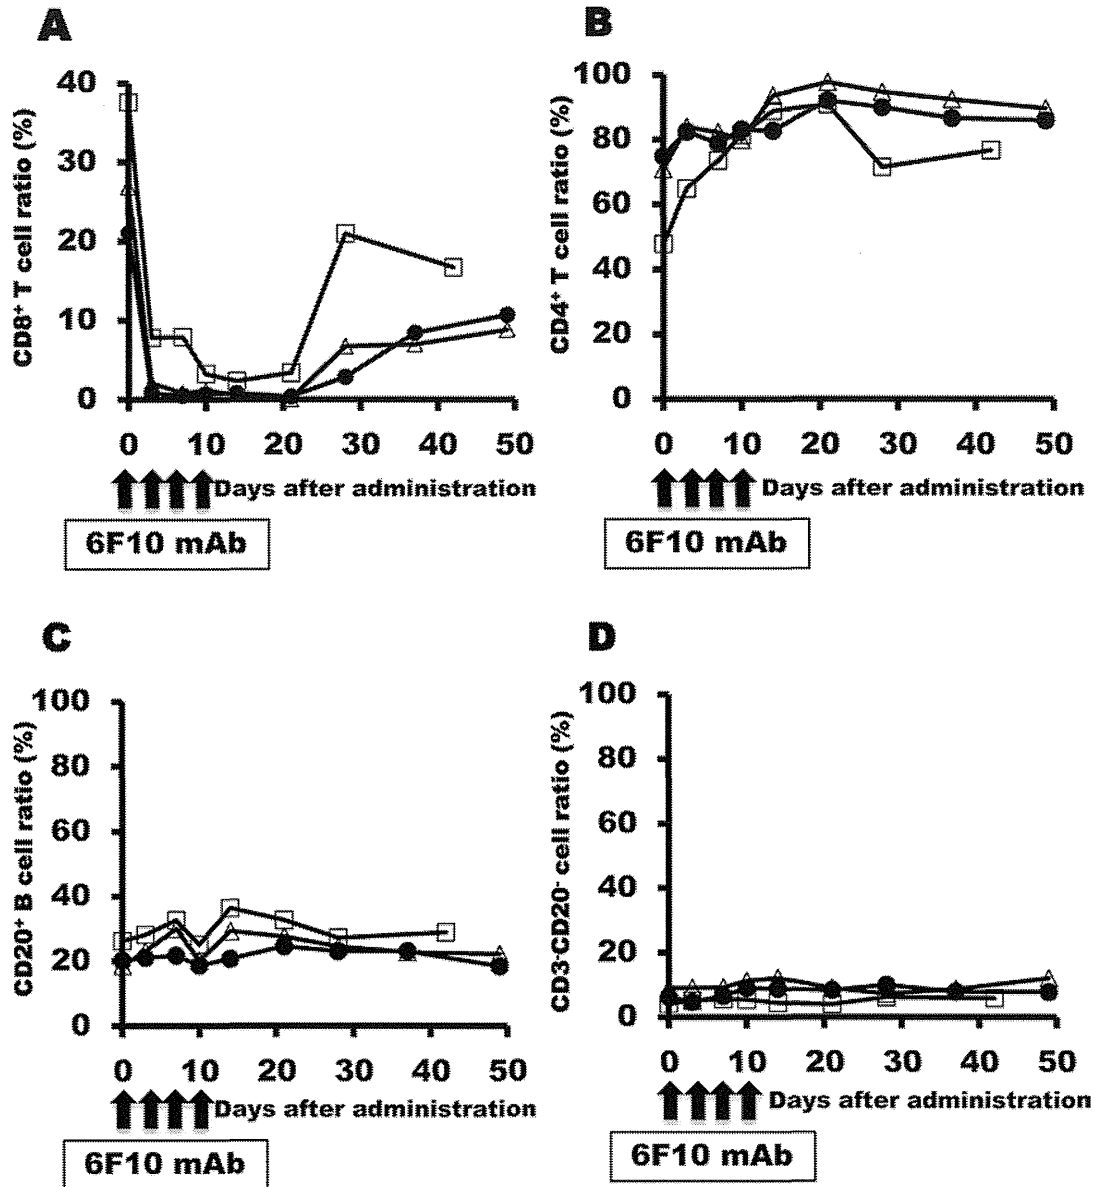 A
CD8⁺ T cell ratio (%)
40
30
20
10
0
0 10 20 30 40 50
Days after administration
6F10 mAb
B
CD4⁺ T cell ratio (%)
100
80
60
40
20
0
0 10 20 30 40 50
Days after administration
6F10 mAb
C
CD20⁺ B cell ratio (%)
100
80
60
40
20
0
0 10 20 30 40 50
Days after administration
6F10 mAb
D
CD3⁻CD20⁻ cell ratio (%)
100
80
60
40
20
0
0 10 20 30 40 50
Days after administration
6F10 mAb